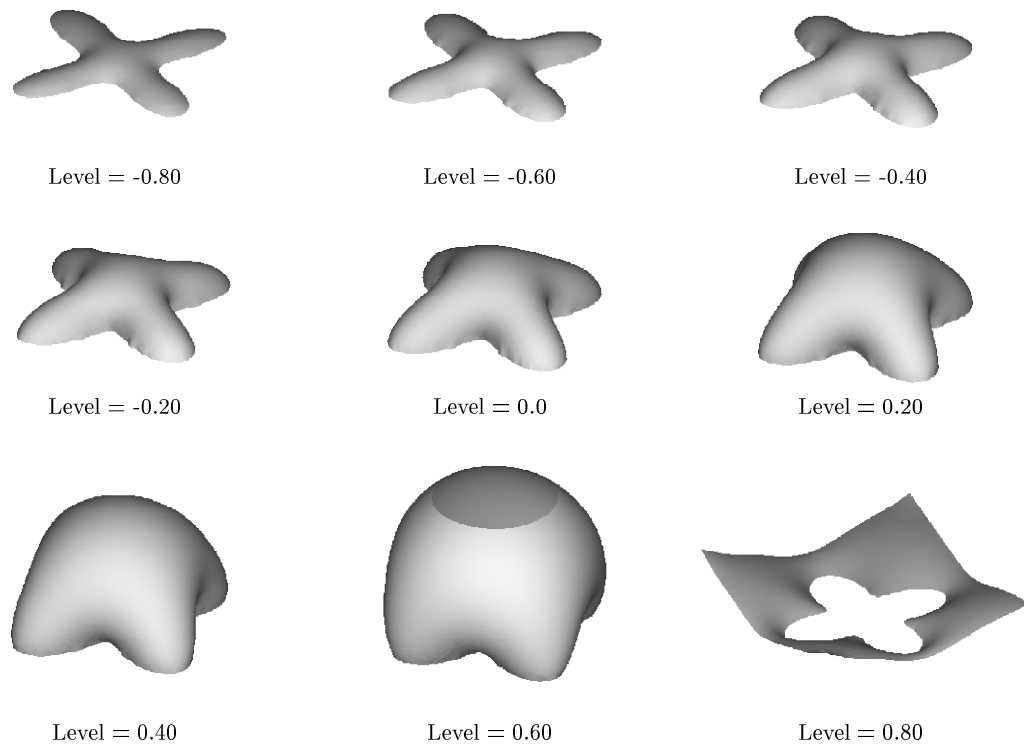 Level = -0.80
Level = -0.60
Level = -0.40
Level = -0.20
Level = 0.0
Level = 0.20
Level = 0.40
Level = 0.60
Level = 0.80